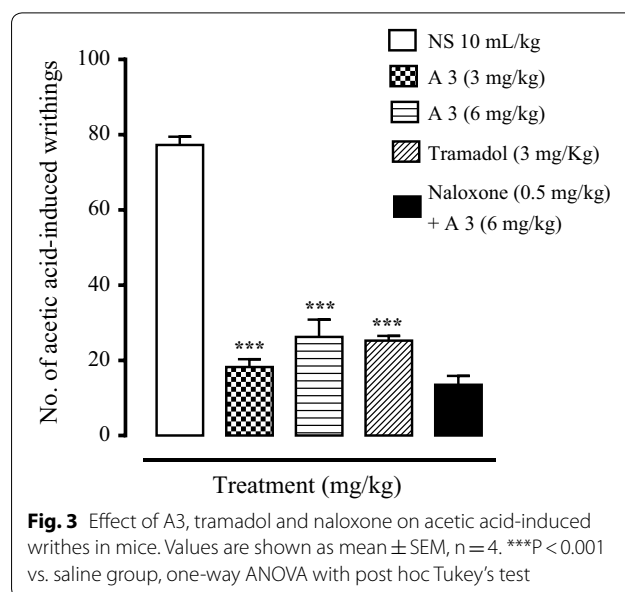 100
80
60
40
20
0
No. of acetic acid-induced writhings
NS 10 mL/kg
A 3 (3 mg/kg)
A 3 (6 mg/kg)
Tramadol (3 mg/Kg)
Naloxone (0.5 mg/kg)
+ A 3 (6 mg/kg)
***
***
***
Treatment (mg/kg)
Fig. 3 Effect of A3, tramadol and naloxone on acetic acid-induced
writhes in mice. Values are shown as mean ± SEM, n = 4. ***P < 0.001
vs. saline group, one-way ANOVA with post hoc Tukey's test